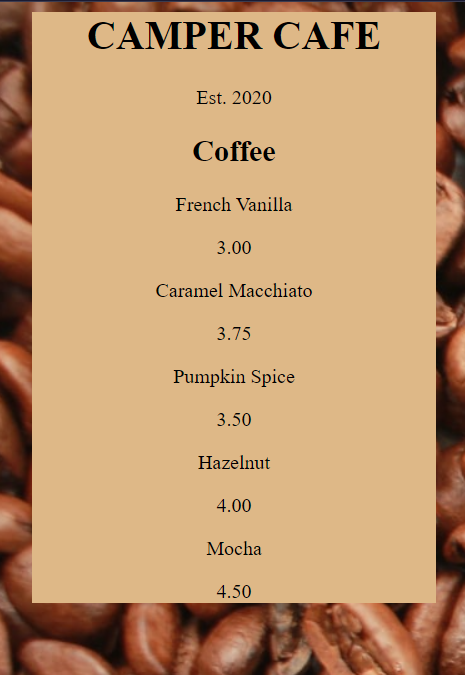 CAMPER CAFE
Est. 2020
Coffee
French Vanilla
3.00
Caramel Macchiato
3.75
Pumpkin Spice
3.50
Hazelnut
4.00
Mocha
4.50